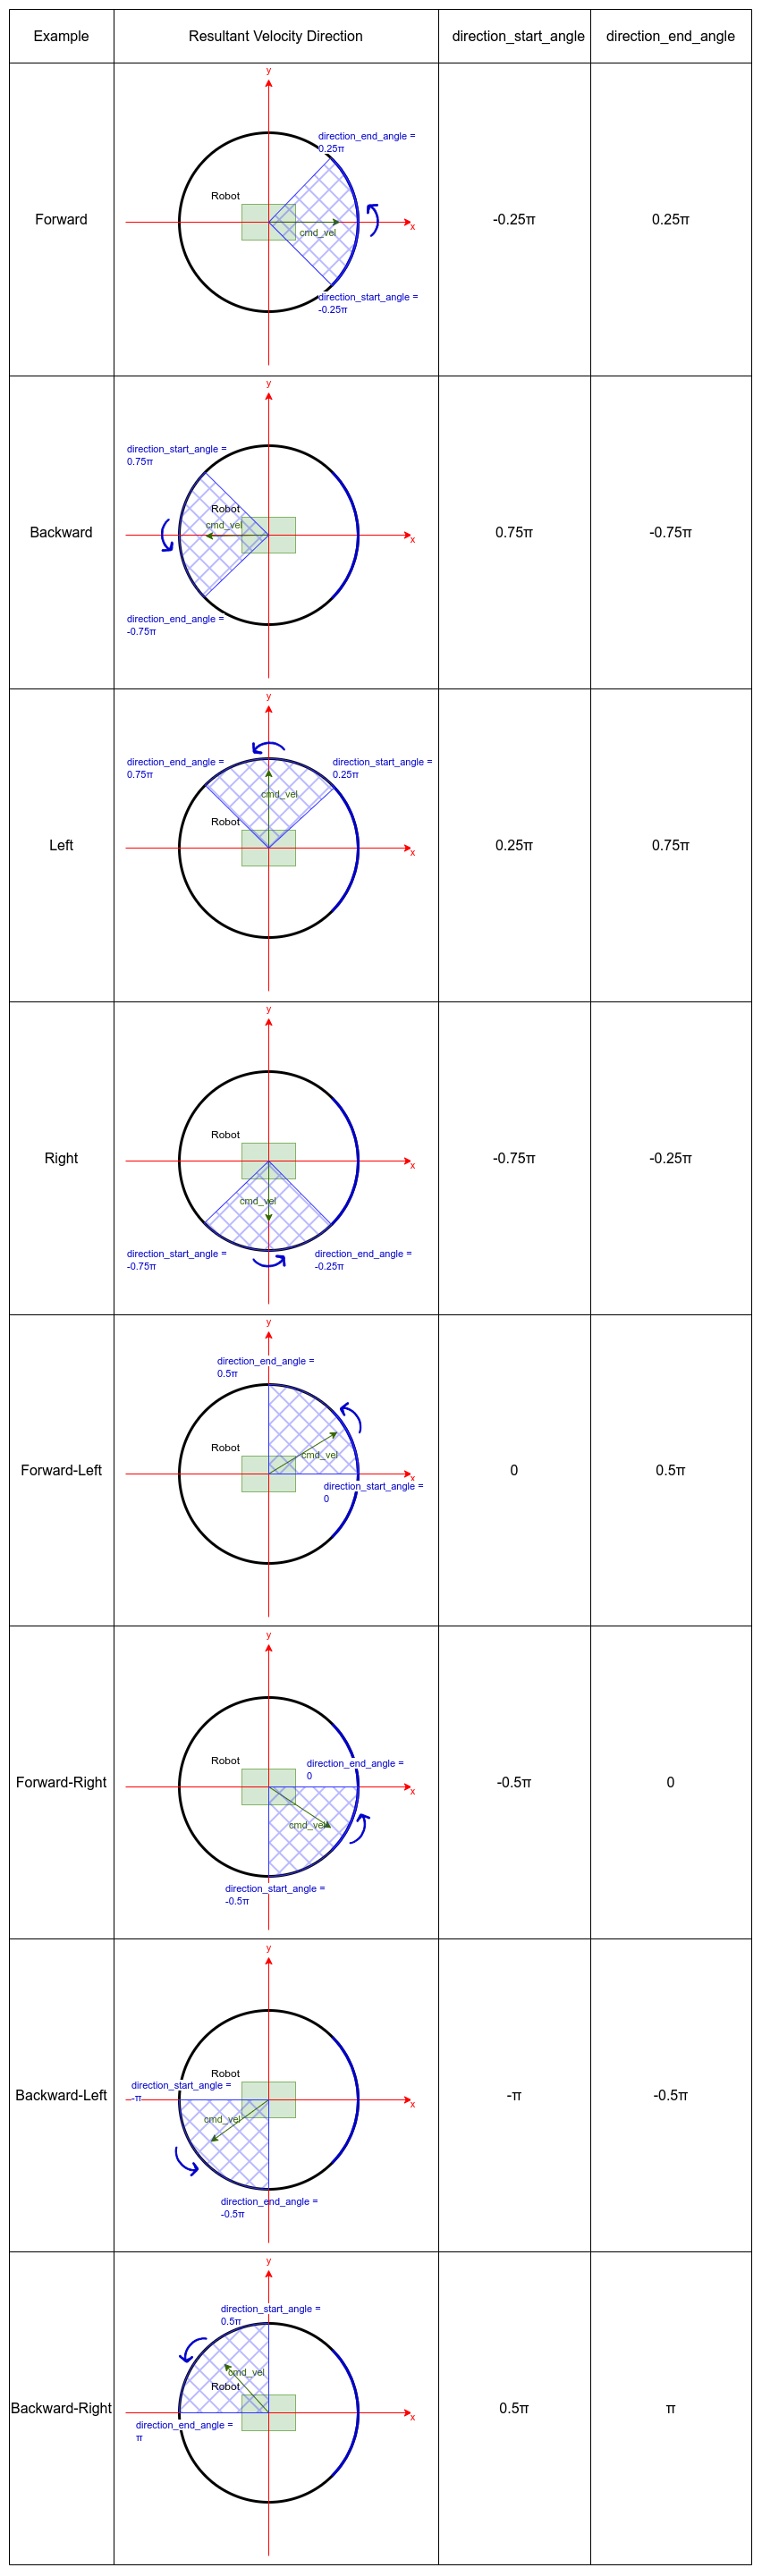 Example Resultant Velocity Direction direction_start_angle direction_end_angle
y
direction_end_angle =
0.25π
Robot
Forward
cmd_vel
x
-0.25π
0.25π
direction_start_angle =
-0.25π
y
direction_start_angle =
0.75π
Robot
cmd_vel
Backward
x
0.75π
-0.75π
direction_end_angle =
-0.75π
y
direction_end_angle =
0.75π
direction_start_angle =
0.25π
cmd_vel
Robot
Left
x
0.25π
0.75π
y
Robot
Right
x
-0.75π
-0.25π
cmd_vel
direction_start_angle =
-0.75π
direction_end_angle =
-0.25π
y
direction_end_angle =
0.5π
Robot
cmd_vel
Forward-Left
x
0
0.5π
direction_start_angle =
0
y
Robot
direction_end_angle =
0
Forward-Right
x
-0.5π
0
cmd_vel
direction_start_angle =
-0.5π
y
Robot
direction_start_angle =
-π
Backward-Left
x
-π
-0.5π
cmd_vel
direction_end_angle =
-0.5π
y
direction_start_angle =
0.5π
cmd_vel
Robot
Backward-Right
x
0.5π
π
direction_end_angle =
π